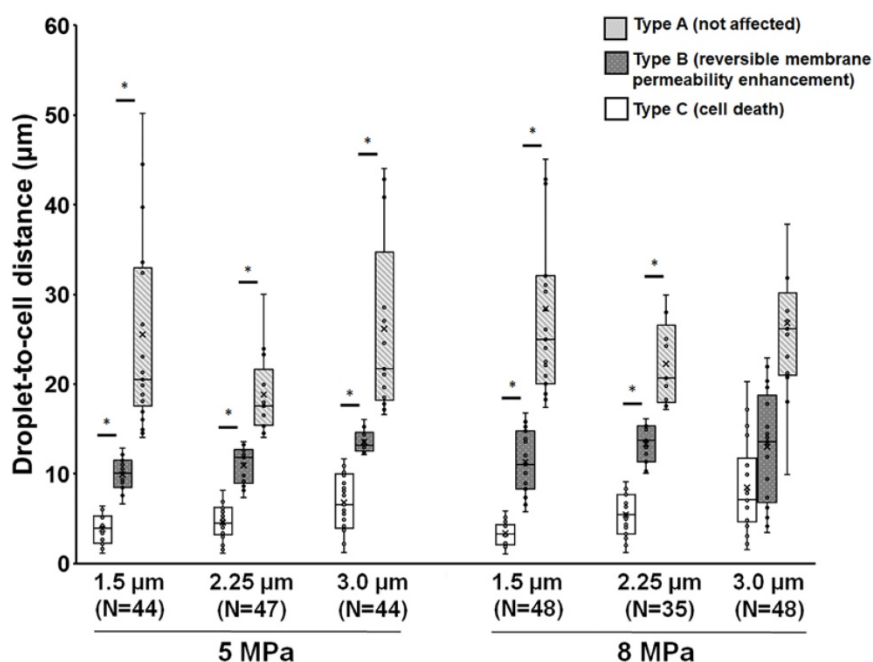 60
50
40
30
20
10
0
Droplet-to-cell distance (µm)
Type A (not affected)
Type B (reversible membrane
permeability enhancement)
Type C (cell death)
* * * * * * * * * *
1.5 µm 2.25 µm 3.0 µm 1.5 µm 2.25 µm 3.0 µm
(N=44) (N=47) (N=44) (N=48) (N=35) (N=48)
5 MPa 8 MPa